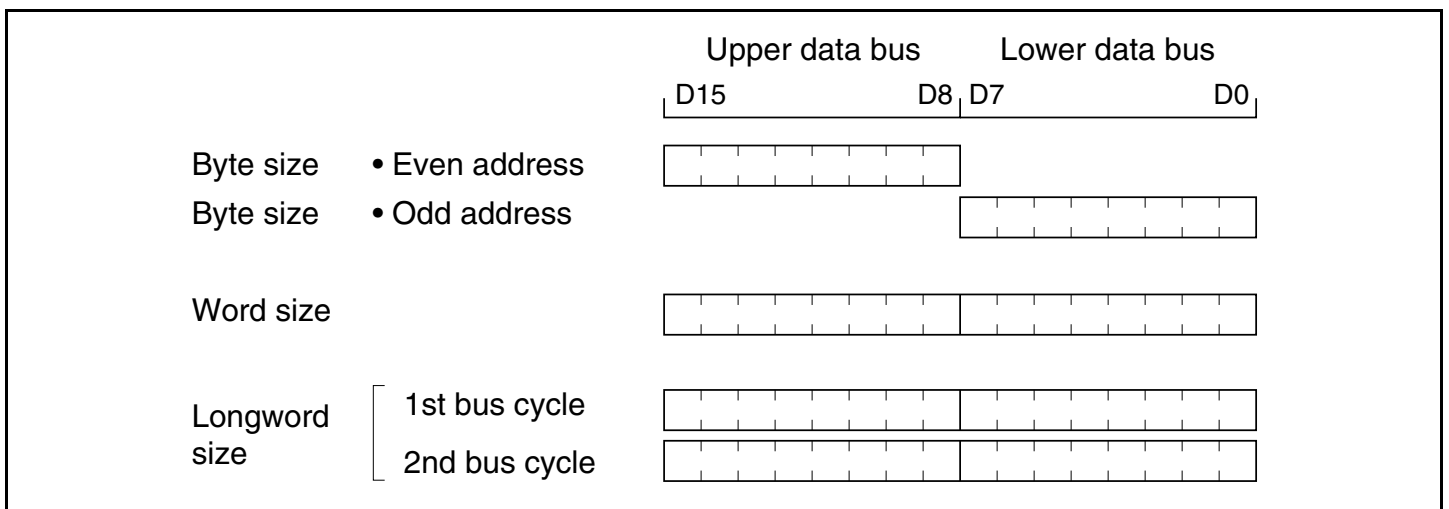 Upper data bus Lower data bus
D15 D8 D7 D0
Byte size • Even address
Byte size • Odd address
Word size
Longword size
1st bus cycle
2nd bus cycle